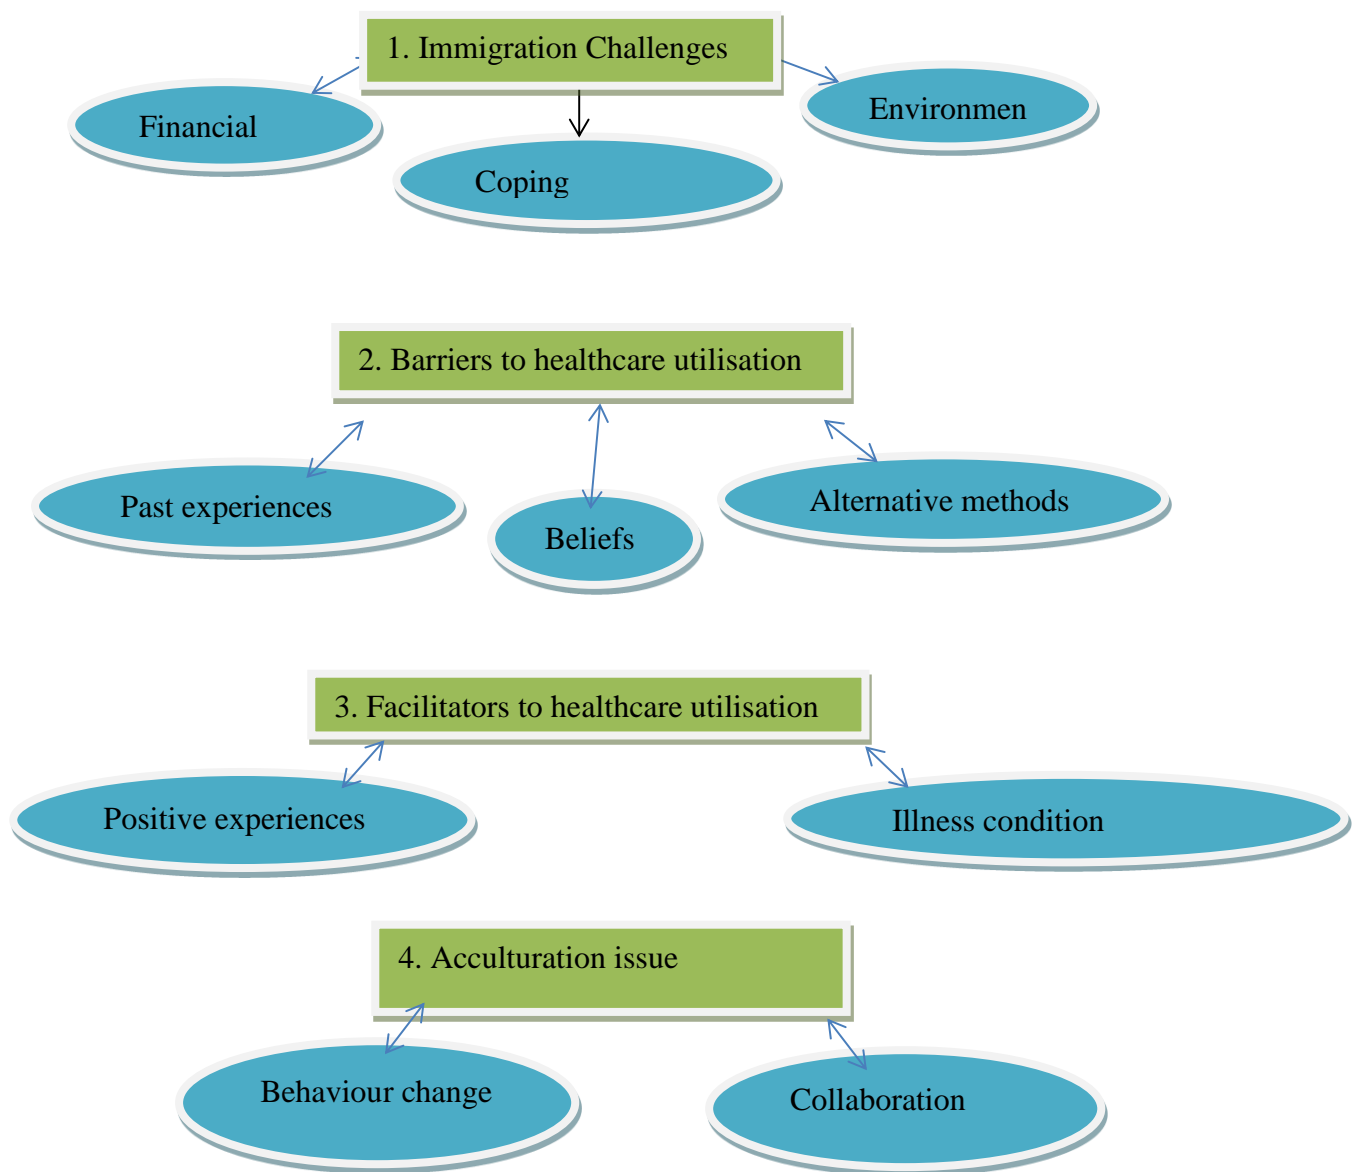 1. Immigration Challenges
Financial
Environmen
Coping
2. Barriers to healthcare utilisation
Past experiences
Beliefs
Alternative methods
3. Facilitators to healthcare utilisation
Positive experiences
Illness condition
4. Acculturation issue
Behaviour change
Collaboration